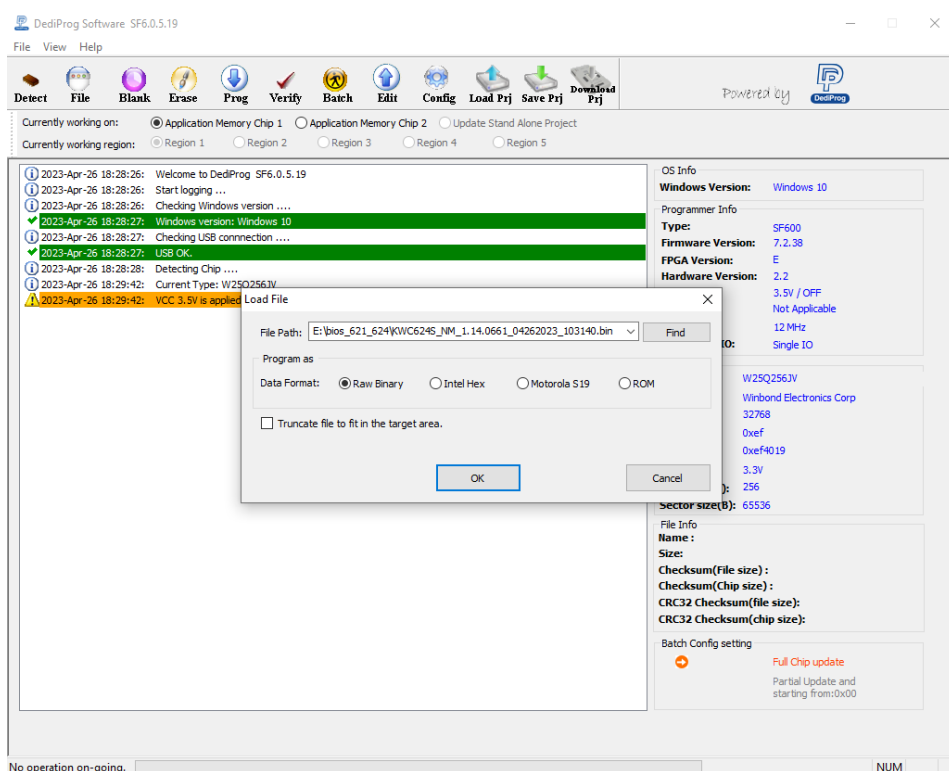 DediProg Software SF6.0.5.19
File View Help
Detect File Blank Erase Prog Verify Batch Edit Config Load Prj Save Prj Download Prj
Powered by DediProg
Currently working on: Application Memory Chip 1 Application Memory Chip 2 Update Stand Alone Project
Currently working region: Region 1 Region 2 Region 3 Region 4 Region 5
2023-Apr-26 18:28:26: Welcome to DediProg SF6.0.5.19
2023-Apr-26 18:28:26: Start logging ...
2023-Apr-26 18:28:26: Checking Windows version ....
2023-Apr-26 18:28:27: Windows version: Windows 10
2023-Apr-26 18:28:27: Checking USB connnection ....
2023-Apr-26 18:28:27: USB OK.
2023-Apr-26 18:28:28: Detecting Chip ....
2023-Apr-26 18:29:42: Current Type: W25Q256JV
2023-Apr-26 18:29:42: VCC 3.5V is applied
Load File
File Path: E:\bios_621_624\KWC624S_NM_1.14.0661_04262023_103140.bin Find
Program as
Data Format: Raw Binary Intel Hex Motorola S19 ROM
Truncate file to fit in the target area.
OK Cancel
OS Info
Windows Version: Windows 10
Programmer Info
Type: SF600
Firmware Version: 7.2.38
FPGA Version: E
Hardware Version: 2.2
3.5V / OFF
Not Applicable
12 MHz
IO: Single IO
W25Q256JV
Winbond Electronics Corp
32768
0xef
0xef4019
3.3V
): 256
Sector size(B): 65536
File Info
Name :
Size:
Checksum(File size) :
Checksum(Chip size) :
CRC32 Checksum(file size):
CRC32 Checksum(chip size):
Batch Config setting
Full Chip update
Partial Update and
starting from:0x00
No operation on-going. NUM